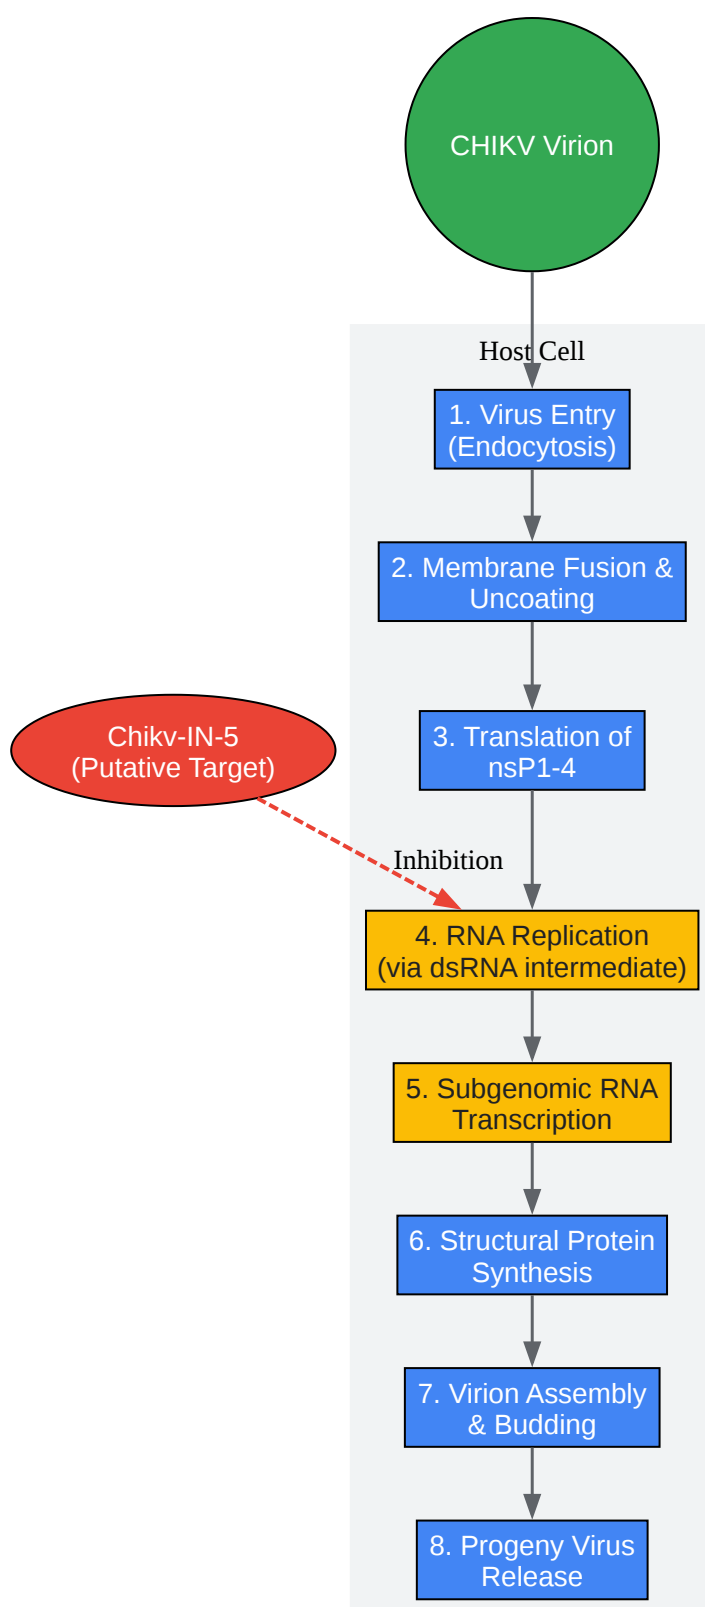 CHIKV Virion
Host Cell
1. Virus Entry
(Endocytosis)
2. Membrane Fusion &
Uncoating
Chikv-IN-5
(Putative Target)
3. Translation of
nsP1-4
Inhibition
4. RNA Replication
(via dsRNA intermediate)
5. Subgenomic RNA
Transcription
6. Structural Protein
Synthesis
7. Virion Assembly
& Budding
8. Progeny Virus
Release